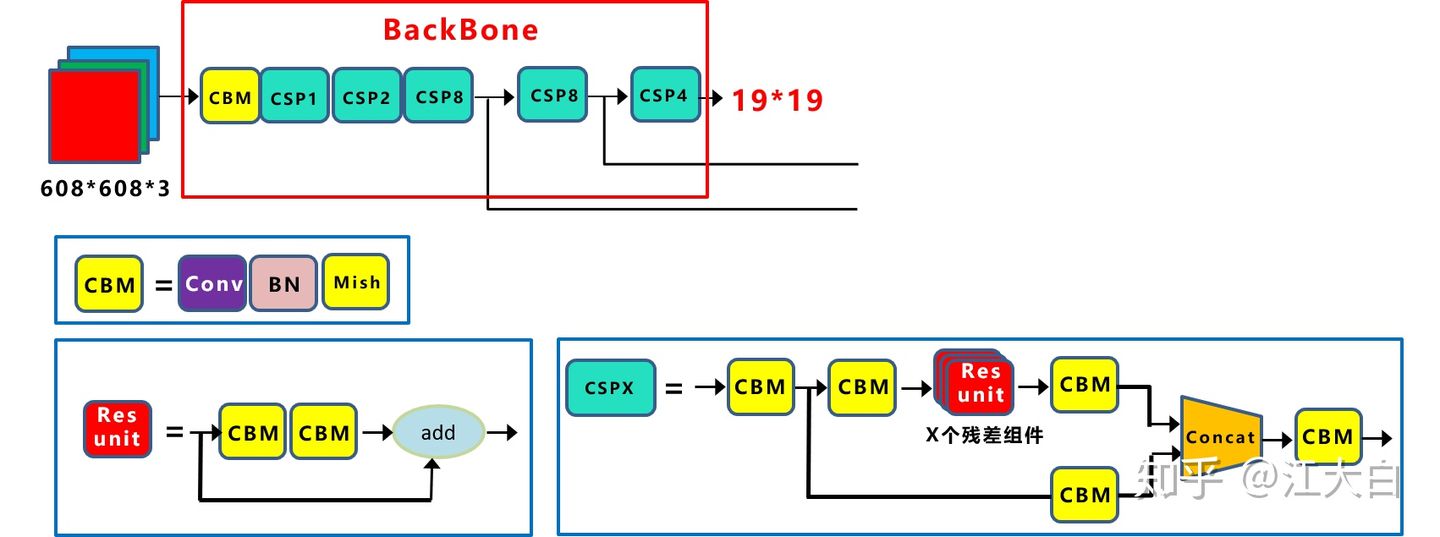 BackBone
CBM CSP1 CSP2 CSP8 CSP8 CSP4 19*19
608*608*3
CBM = Conv BN Mish
CSPX = CBM CBM Res unit CBM
X个残差组件
Concat CBM
CBM
Res unit = CBM CBM add
知乎 @江大白